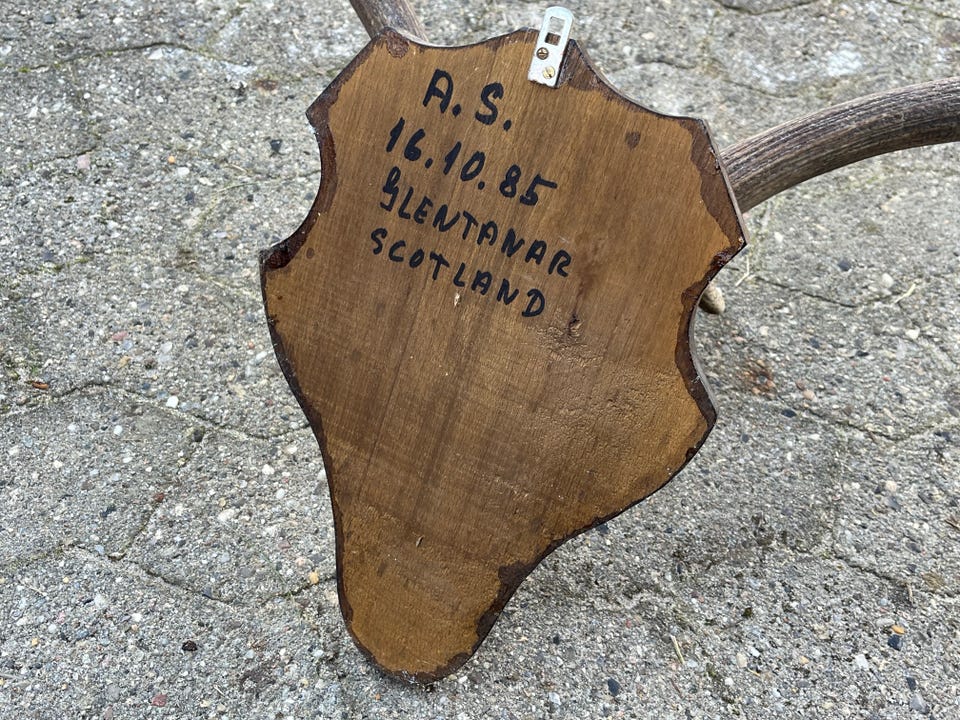 A.S.
16.10.85
GLENTANAR
SCOTLAND